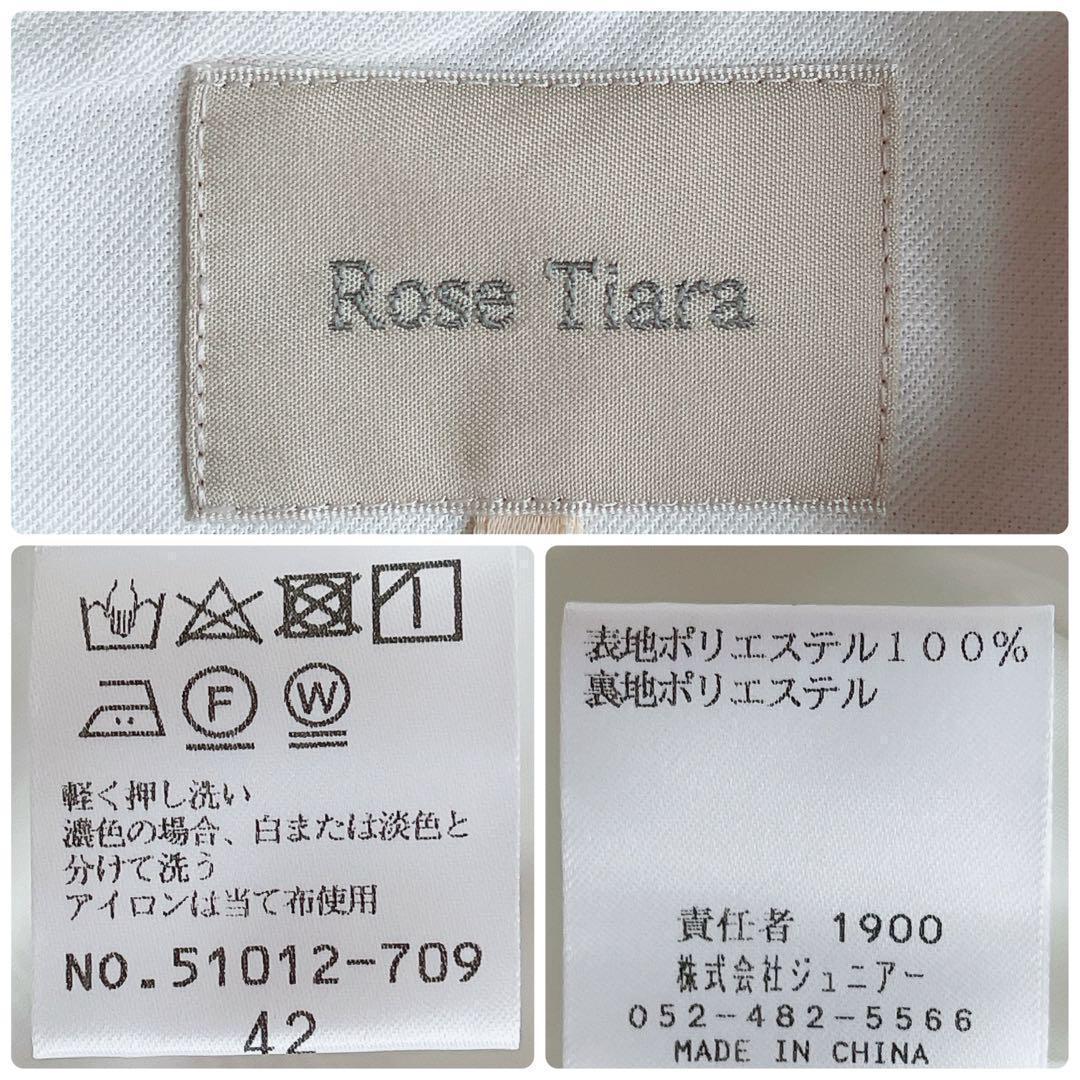 Rose Tiara
F W
軽く押し洗い
濃色の場合、白または淡色と
分けて洗う
アイロンは当て布使用
NO.51012-709
42
表地ポリエステル100%
裏地ポリエステル
責任者 1900
株式会社ジュニアー
052-482-5566
MADE IN CHINA